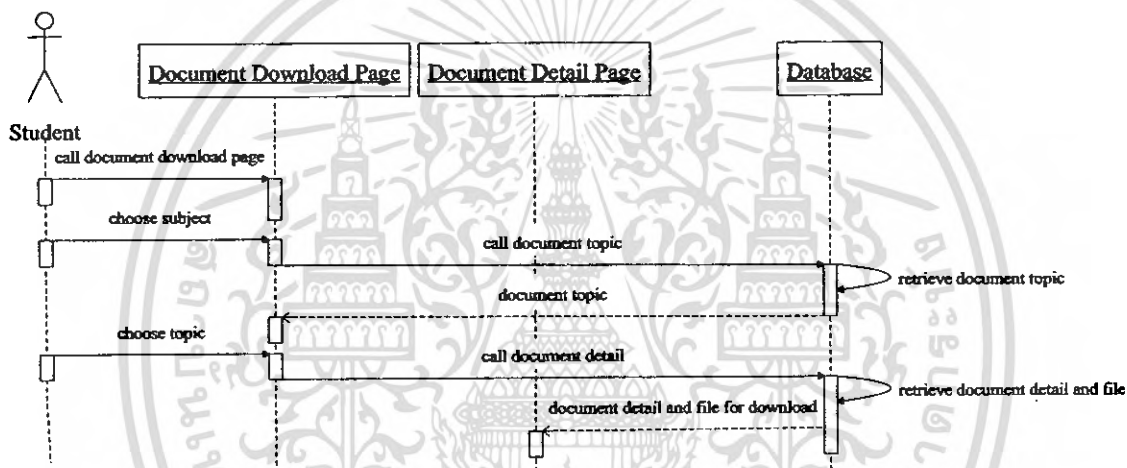 Document Download Page
Document Detail Page
Database
Student
call document download page
choose subject
call document topic
retrieve document topic
document topic
choose topic
call document detail
retrieve document detail and file
document detail and file for download